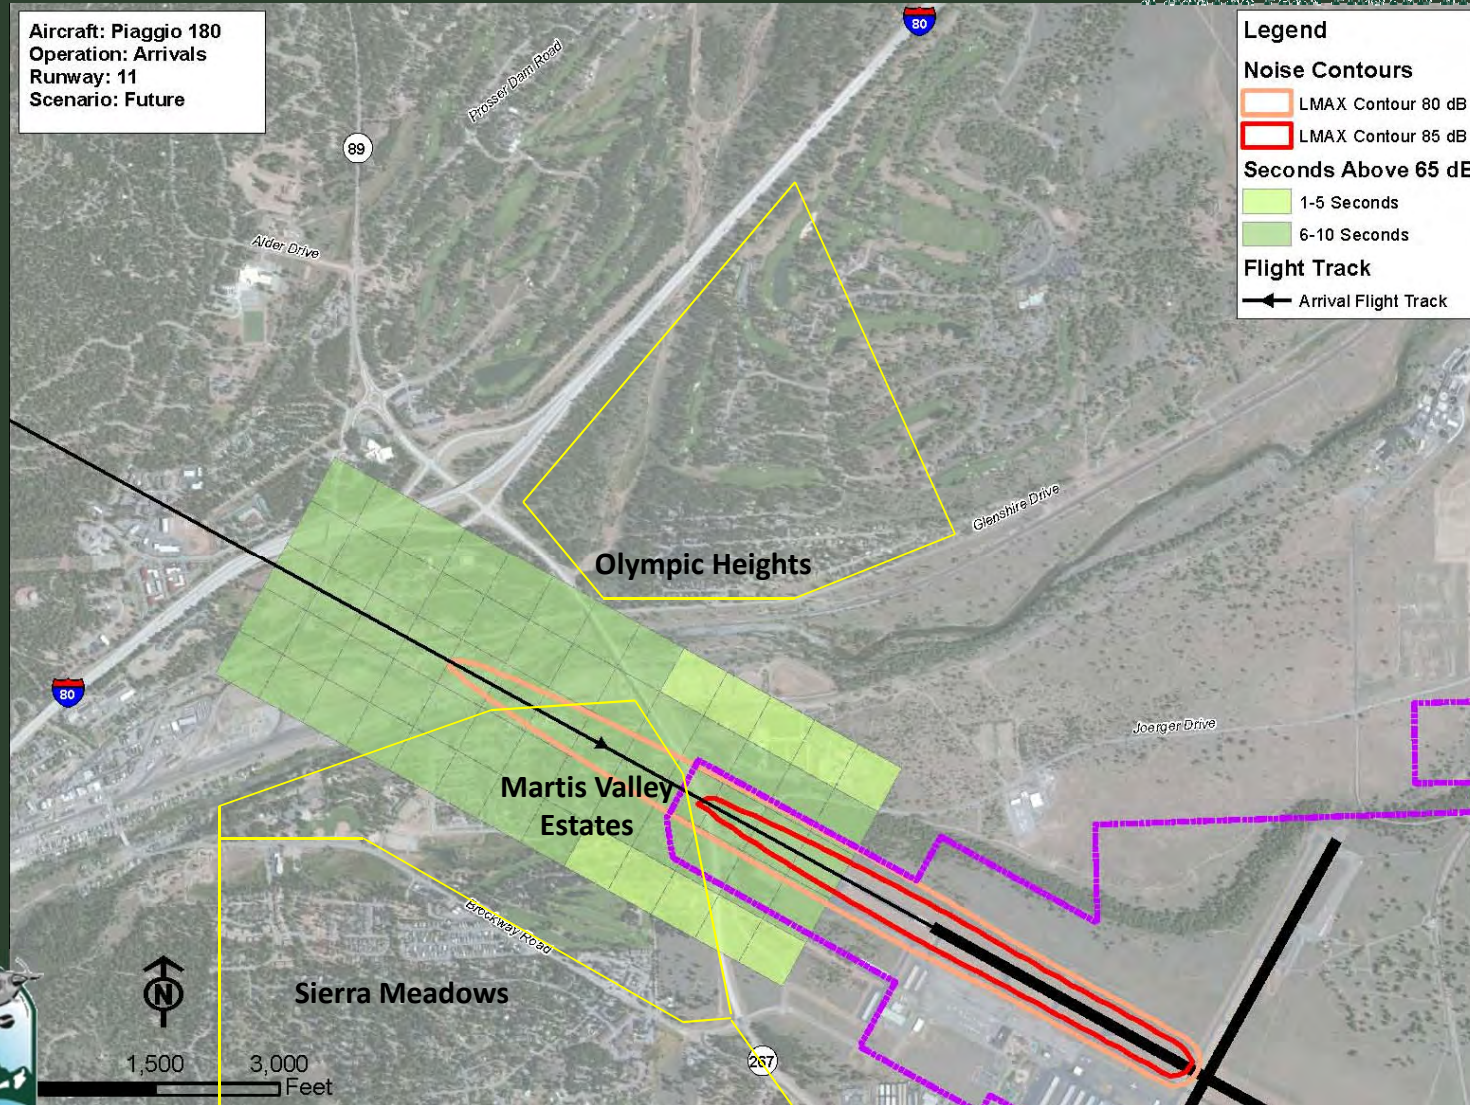 Aircraft: Piaggio 180
Operation: Arrivals
Runway: 11
Scenario: Future
80
Legend
Noise Contours
LMAX Contour 80 dB
LMAX Contour 85 dB
Seconds Above 65 dB
1-5 Seconds
6-10 Seconds
Flight Track
Arrival Flight Track
Prosser Dam Road
89
Alder Drive
Glenshire Drive
Olympic Heights
80
Joerger Drive
Martis Valley
Estates
Brockway Road
Sierra Meadows
N
267
1,500
3,000
Feet